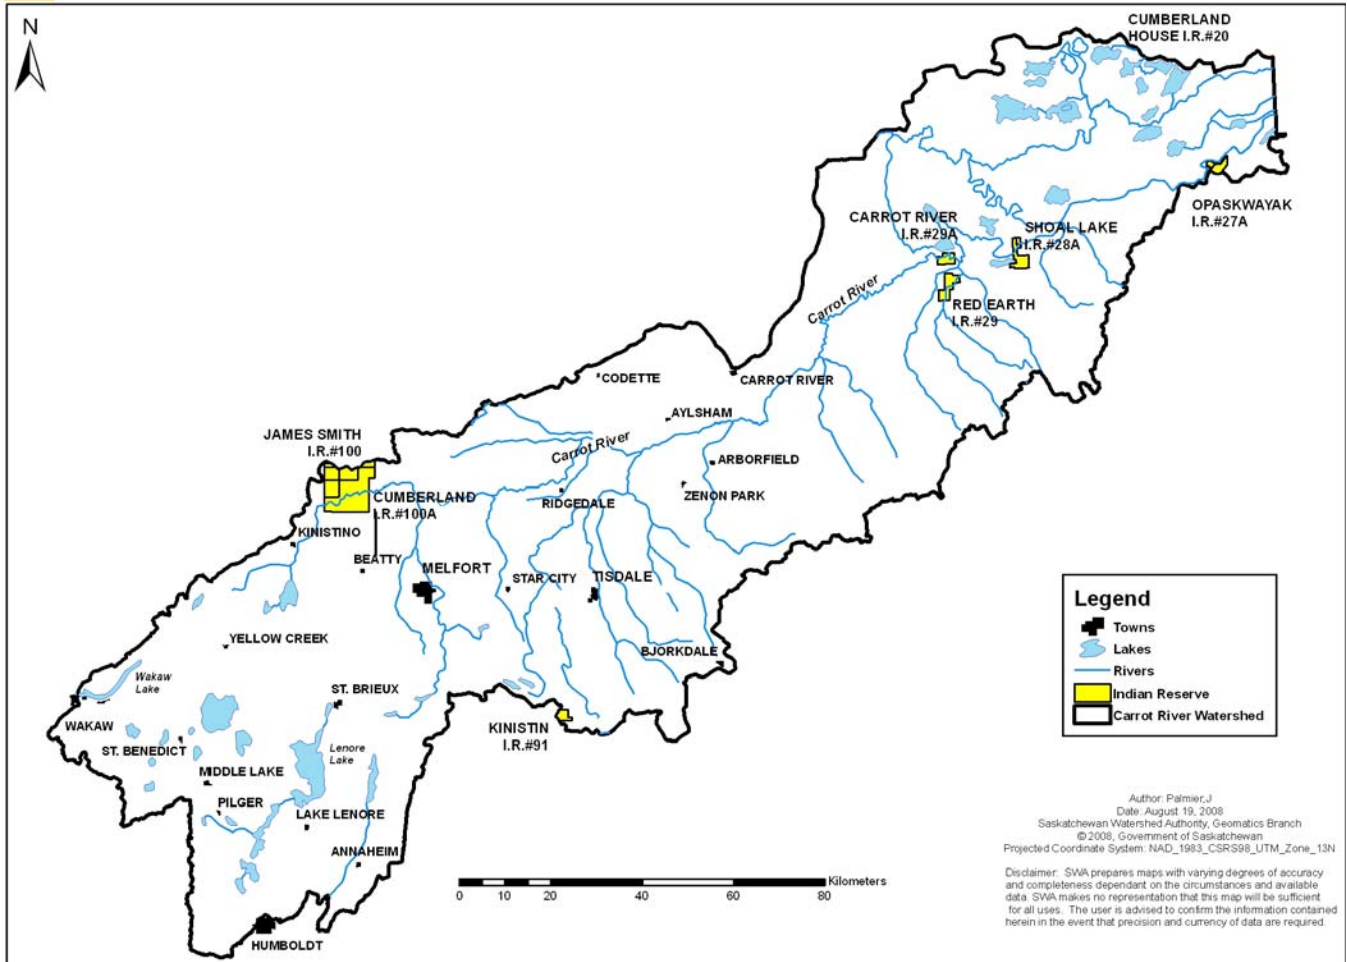 N
CUMBERLAND
HOUSE I.R.#20
OPASKWAYAK
I.R.#27A
CARROT RIVER
I.R.#29A
SHOAL LAKE
I.R.#28A
RED EARTH
I.R.#29
Carrot River
CODETTE
CARROT RIVER
AYLSHAM
Carrot River
ARBORFIELD
ZENON PARK
RIDGEDALE
JAMES SMITH
I.R.#100
CUMBERLAND
I.R.#100A
KINISTINO
BEATTY
MELFORT
STAR CITY
TISDALE
BJORKDALE
YELLOW CREEK
Wakaw
Lake
WAKAW
ST. BRIEUX
ST. BENEDICT
Lenore
Lake
KINISTIN
I.R.#91
MIDDLE LAKE
PILGER
LAKE LENORE
ANNAHEIM
HUMBOLDT
Kilometers
0 10 20 40 60 80
Legend
Towns
Lakes
Rivers
Indian Reserve
Carrot River Watershed
Author: Palmier,J
Date: August 19, 2008
Saskatchewan Watershed Authority, Geomatics Branch
©2008, Government of Saskatchewan
Projected Coordinate System: NAD_1983_CSRS98_UTM_Zone_13N
Disclaimer: SWA prepares maps with varying degrees of accuracy
and completeness dependant on the circumstances and available
data. SWA makes no representation that this map will be sufficient
for all uses. The user is advised to confirm the information contained
herein in the event that precision and currency of data are required.